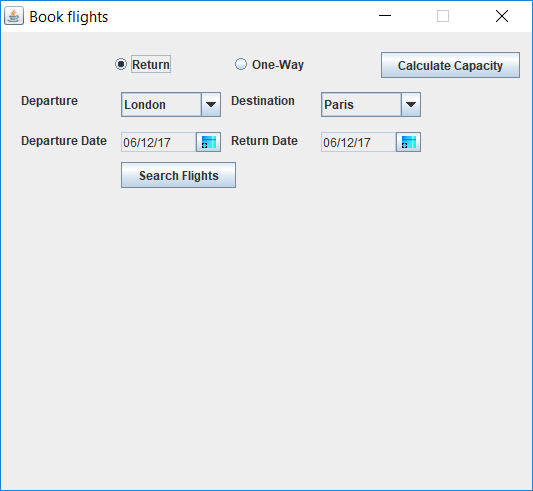 Book flights
Return One-Way Calculate Capacity
Departure London Destination Paris
Departure Date 06/12/17 Return Date 06/12/17
Search Flights